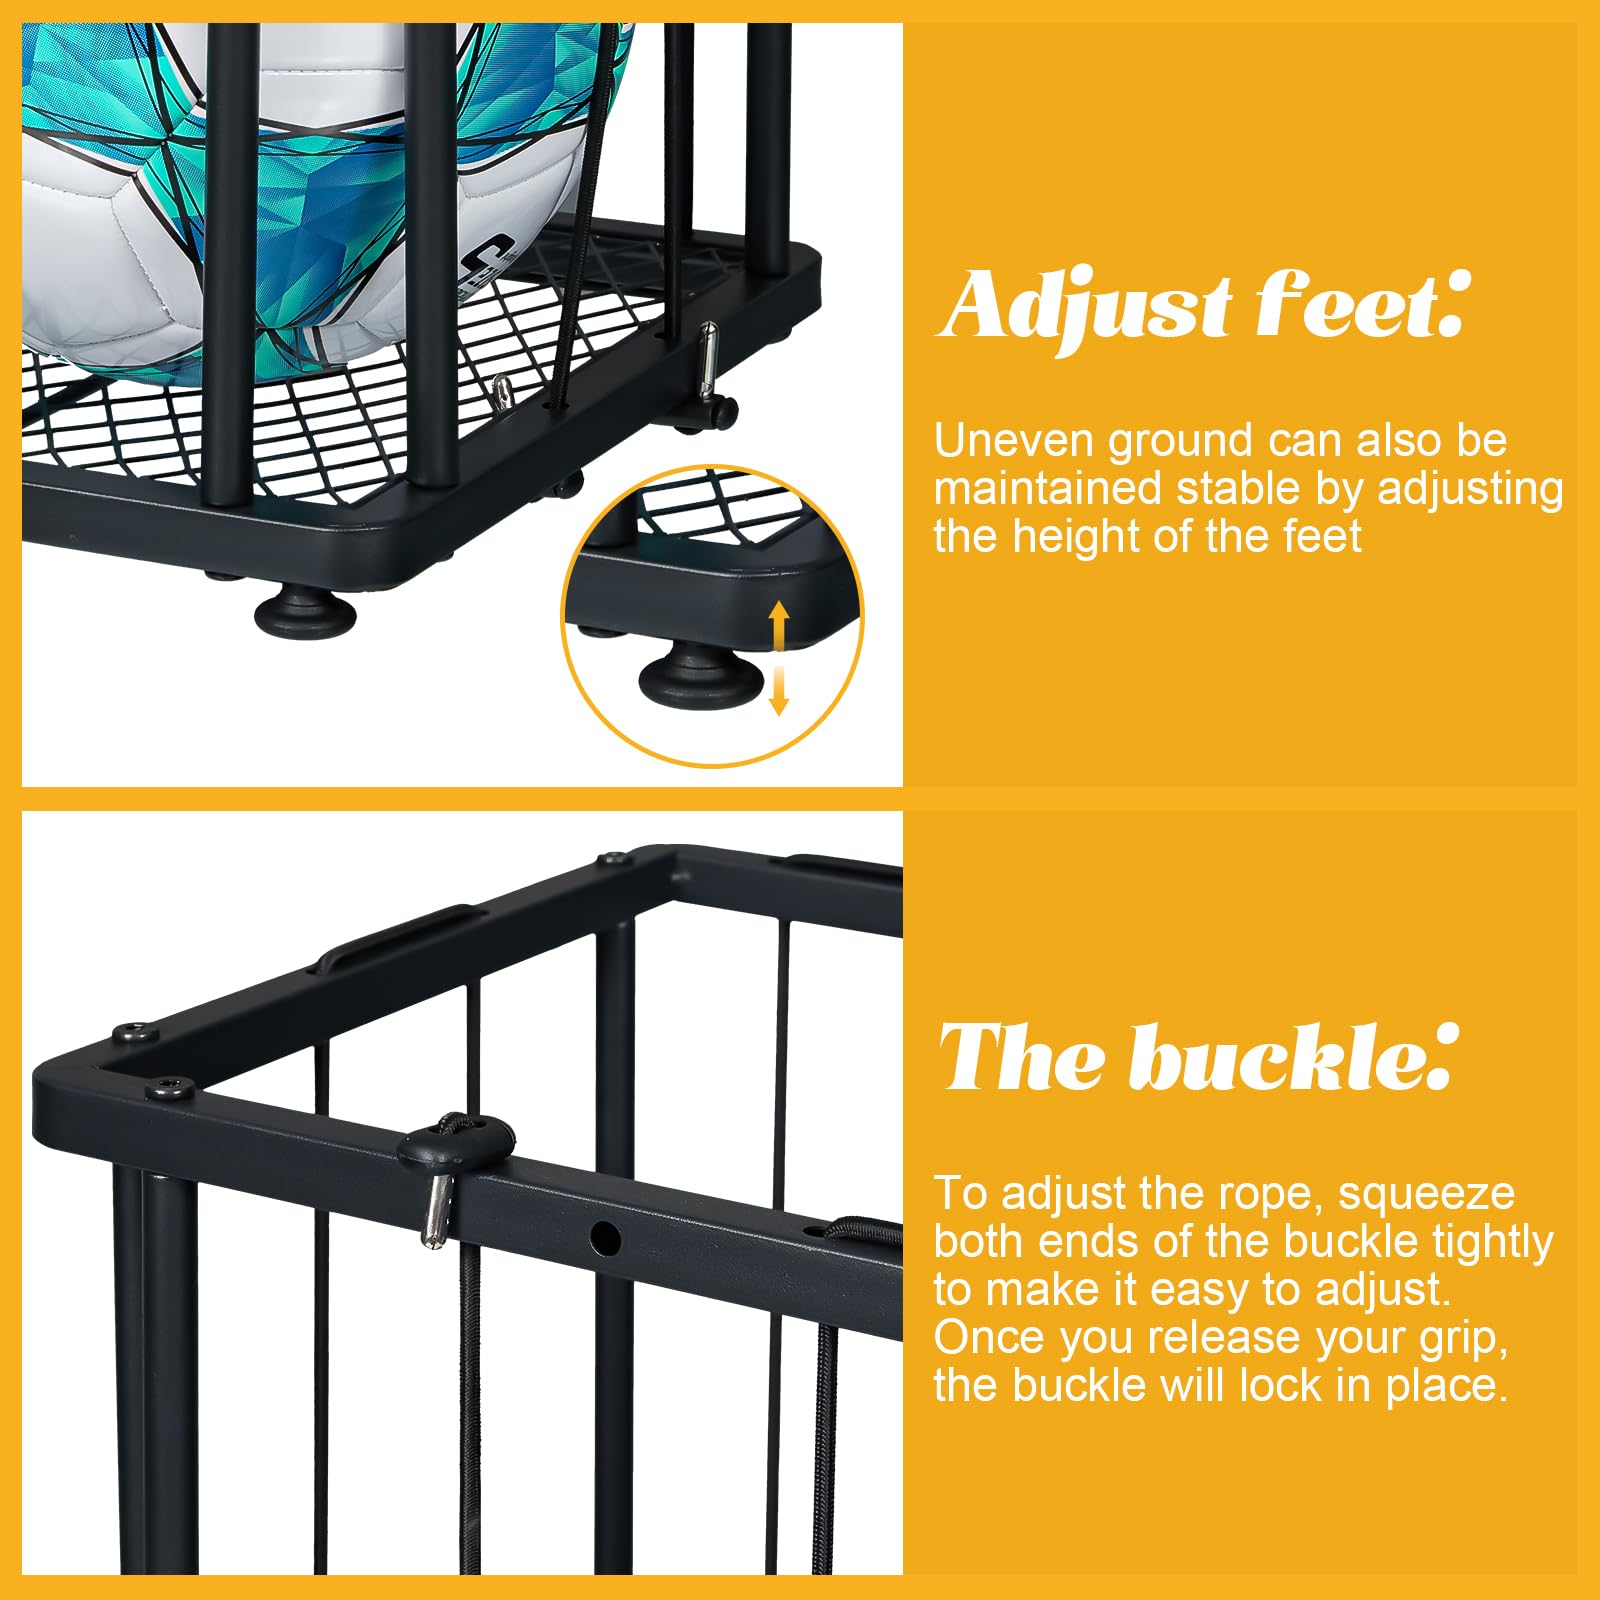 Adjust feet:
Uneven ground can also be
maintained stable by adjusting
the height of the feet
The buckle:
To adjust the rope, squeeze
both ends of the buckle tightly
to make it easy to adjust.
Once you release your grip,
the buckle will lock in place.